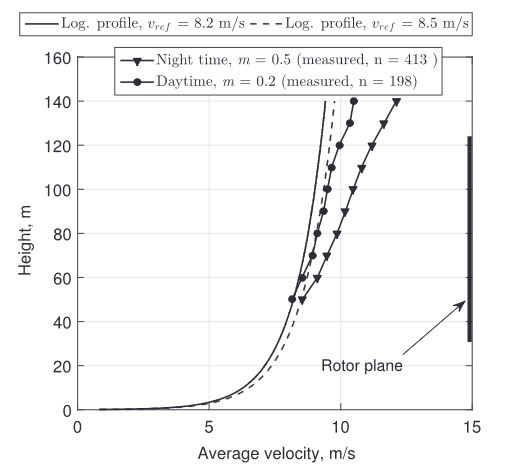 Log. profile, v_ref = 8.2 m/s Log. profile, v_ref = 8.5 m/s
Night time, m = 0.5 (measured, n = 413 )
Daytime, m = 0.2 (measured, n = 198)
160
140
120
100
80
60
40
20
0
Height, m
Rotor plane
0 5 10 15
Average velocity, m/s